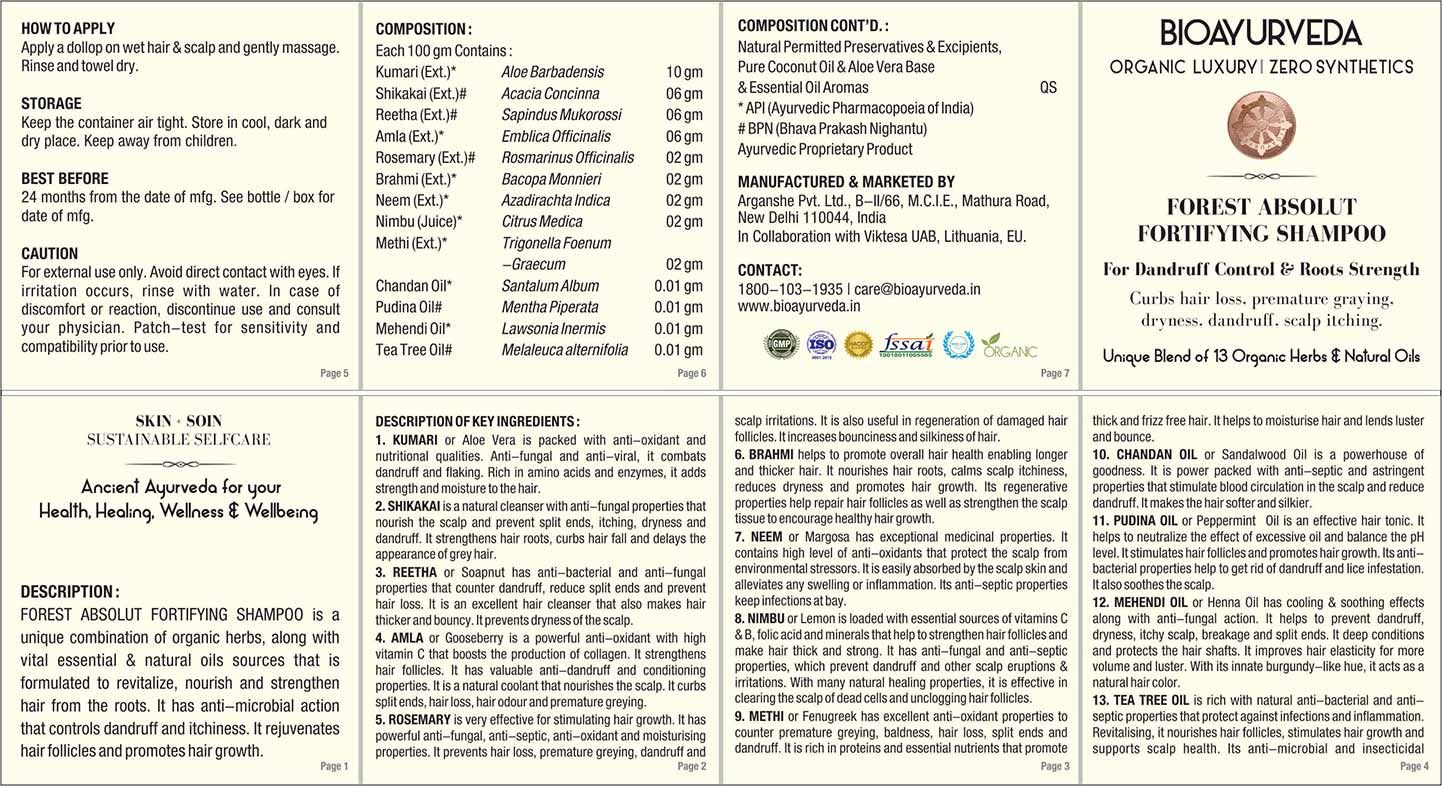 HOW TO APPLY
Apply a dollop on wet hair & scalp and gently massage.
Rinse and towel dry.
STORAGE
Keep the container air tight. Store in cool, dark and
dry place. Keep away from children.
BEST BEFORE
24 months from the date of mfg. See bottle / box for
date of mfg.
CAUTION
For external use only. Avoid direct contact with eyes. If
irritation occurs, rinse with water. In case of
discomfort or reaction, discontinue use and consult
your physician. Patch-test for sensitivity and
compatibility prior to use.
Page 5
COMPOSITION :
Each 100 gm Contains :
Kumari (Ext.)* Aloe Barbadensis 10 gm
Shikakai (Ext.)# Acacia Concinna 06 gm
Reetha (Ext.)# Sapindus Mukorossi 06 gm
Amla (Ext.)* Emblica Officinalis 06 gm
Rosemary (Ext.)# Rosmarinus Officinalis 02 gm
Brahmi (Ext.)* Bacopa Monnieri 02 gm
Neem (Ext.)* Azadirachta Indica 02 gm
Nimbu (Juice)* Citrus Medica 02 gm
Methi (Ext.)* Trigonella Foenum
-Graecum 02 gm
Chandan Oil* Santalum Album 0.01 gm
Pudina Oil# Mentha Piperata 0.01 gm
Mehendi Oil* Lawsonia Inermis 0.01 gm
Tea Tree Oil# Melaleuca alternifolia 0.01 gm
Page 6
COMPOSITION CONT'D. :
Natural Permitted Preservatives & Excipients,
Pure Coconut Oil & Aloe Vera Base
& Essential Oil Aromas QS
* API (Ayurvedic Pharmacopoeia of India)
# BPN (Bhava Prakash Nighantu)
Ayurvedic Proprietary Product
MANUFACTURED & MARKETED BY
Arganshe Pvt. Ltd., B-II/66, M.C.I.E., Mathura Road,
New Delhi 110044, India
In Collaboration with Viktesa UAB, Lithuania, EU.
CONTACT:
1800-103-1935 | care@bioayurveda.in
www.bioayurveda.in
GMP
ISO
9001:2015
HACCP
fssai
10018011005565
ORGANIC
Page 7
BIOAYURVEDA
ORGANIC LUXURY | ZERO SYNTHETICS
FOREST ABSOLUT
FORTIFYING SHAMPOO
For Dandruff Control & Roots Strength
Curbs hair loss, premature graying,
dryness, dandruff, scalp itching.
Unique Blend of 13 Organic Herbs & Natural Oils
SKIN + SOIN
SUSTAINABLE SELFCARE
Ancient Ayurveda for your
Health, Healing, Wellness & Wellbeing
DESCRIPTION :
FOREST ABSOLUT FORTIFYING SHAMPOO is a
unique combination of organic herbs, along with
vital essential & natural oils sources that is
formulated to revitalize, nourish and strengthen
hair from the roots. It has anti-microbial action
that controls dandruff and itchiness. It rejuvenates
hair follicles and promotes hair growth.
Page 1
DESCRIPTION OF KEY INGREDIENTS :
1. KUMARI or Aloe Vera is packed with anti-oxidant and
nutritional qualities. Anti-fungal and anti-viral, it combats
dandruff and flaking. Rich in amino acids and enzymes, it adds
strength and moisture to the hair.
2. SHIKAKAI is a natural cleanser with anti-fungal properties that
nourish the scalp and prevent split ends, itching, dryness and
dandruff. It strengthens hair roots, curbs hair fall and delays the
appearance of grey hair.
3. REETHA or Soapnut has anti-bacterial and anti-fungal
properties that counter dandruff, reduce split ends and prevent
hair loss. It is an excellent hair cleanser that also makes hair
thicker and bouncy. It prevents dryness of the scalp.
4. AMLA or Gooseberry is a powerful anti-oxidant with high
vitamin C that boosts the production of collagen. It strengthens
hair follicles. It has valuable anti-dandruff and conditioning
properties. It is a natural coolant that nourishes the scalp. It curbs
split ends, hair loss, hair odour and premature greying.
5. ROSEMARY is very effective for stimulating hair growth. It has
powerful anti-fungal, anti-septic, anti-oxidant and moisturising
properties. It prevents hair loss, premature greying, dandruff and
Page 2
scalp irritations. It is also useful in regeneration of damaged hair
follicles. It increases bounciness and silkiness of hair.
6. BRAHMI helps to promote overall hair health enabling longer
and thicker hair. It nourishes hair roots, calms scalp itchiness,
reduces dryness and promotes hair growth. Its regenerative
properties help repair hair follicles as well as strengthen the scalp
tissue to encourage healthy hair growth.
7. NEEM or Margosa has exceptional medicinal properties. It
contains high level of anti-oxidants that protect the scalp from
environmental stressors. It is easily absorbed by the scalp skin and
alleviates any swelling or inflammation. Its anti-septic properties
keep infections at bay.
8. NIMBU or Lemon is loaded with essential sources of vitamins C
& B, folic acid and minerals that help to strengthen hair follicles and
make hair thick and strong. It has anti-fungal and anti-septic
properties, which prevent dandruff and other scalp eruptions &
irritations. With many natural healing properties, it is effective in
clearing the scalp of dead cells and unclogging hair follicles.
9. METHI or Fenugreek has excellent anti-oxidant properties to
counter premature greying, baldness, hair loss, split ends and
dandruff. It is rich in proteins and essential nutrients that promote
Page 3
thick and frizz free hair. It helps to moisturise hair and lends luster
and bounce.
10. CHANDAN OIL or Sandalwood Oil is a powerhouse of
goodness. It is power packed with anti-septic and astringent
properties that stimulate blood circulation in the scalp and reduce
dandruff. It makes the hair softer and silkier.
11. PUDINA OIL or Peppermint Oil is an effective hair tonic. It
helps to neutralize the effect of excessive oil and balance the pH
level. It stimulates hair follicles and promotes hair growth. Its anti-
bacterial properties help to get rid of dandruff and lice infestation.
It also soothes the scalp.
12. MEHENDI OIL or Henna Oil has cooling & soothing effects
along with anti-fungal action. It helps to prevent dandruff,
dryness, itchy scalp, breakage and split ends. It deep conditions
and protects the hair shafts. It improves hair elasticity for more
volume and luster. With its innate burgundy-like hue, it acts as a
natural hair color.
13. TEA TREE OIL is rich with natural anti-bacterial and anti-
septic properties that protect against infections and inflammation.
Revitalising, it nourishes hair follicles, stimulates hair growth and
supports scalp health. Its anti-microbial and insecticidal
Page 4